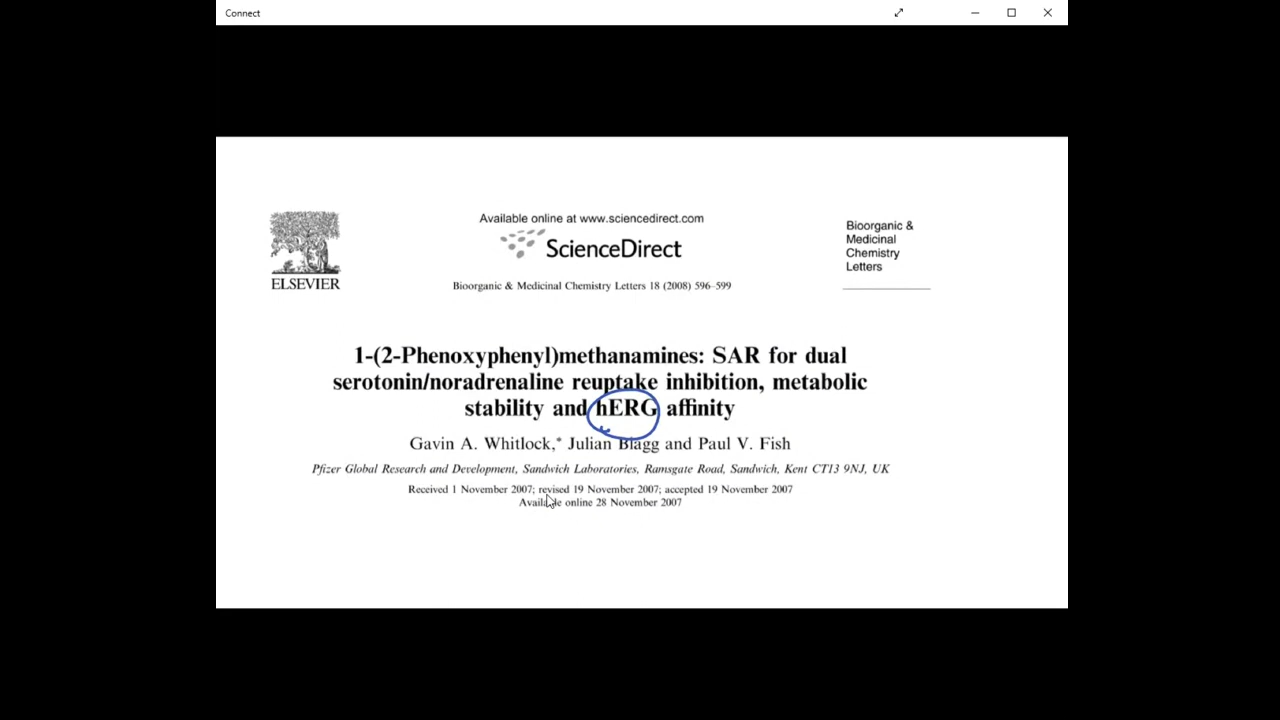 Connect
Available online at www.sciencedirect.com
ScienceDirect
ELSEVIER
Bioorganic & Medicinal Chemistry Letters 18 (2008) 596–599
Bioorganic &
Medicinal
Chemistry
Letters
1-(2-Phenoxyphenyl)methanamines: SAR for dual
serotonin/noradrenaline reuptake inhibition, metabolic
stability and hERG affinity
Gavin A. Whitlock,* Julian Blagg and Paul V. Fish
Pfizer Global Research and Development, Sandwich Laboratories, Ramsgate Road, Sandwich, Kent CT13 9NJ, UK
Received 1 November 2007; revised 19 November 2007; accepted 19 November 2007
Available online 28 November 2007